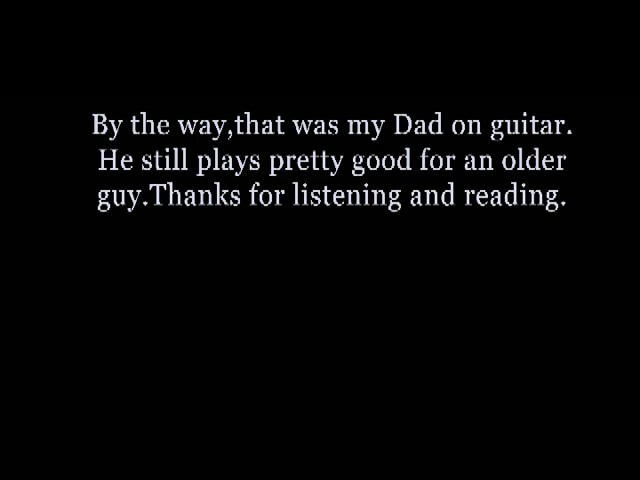 By the way,that was my Dad on guitar.
He still plays pretty good for an older
guy.Thanks for listening and reading.